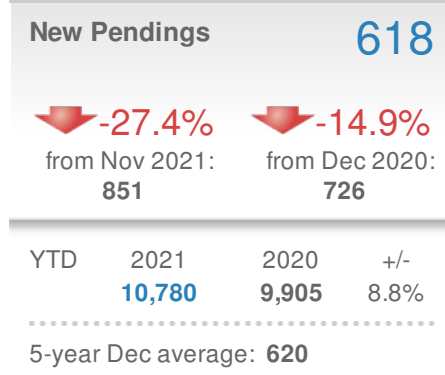 New Pendings 618
-27.4% -14.9%
from Nov 2021: from Dec 2020:
851 726
YTD 2021 2020 +/-
10,780 9,905 8.8%
5-year Dec average: 620